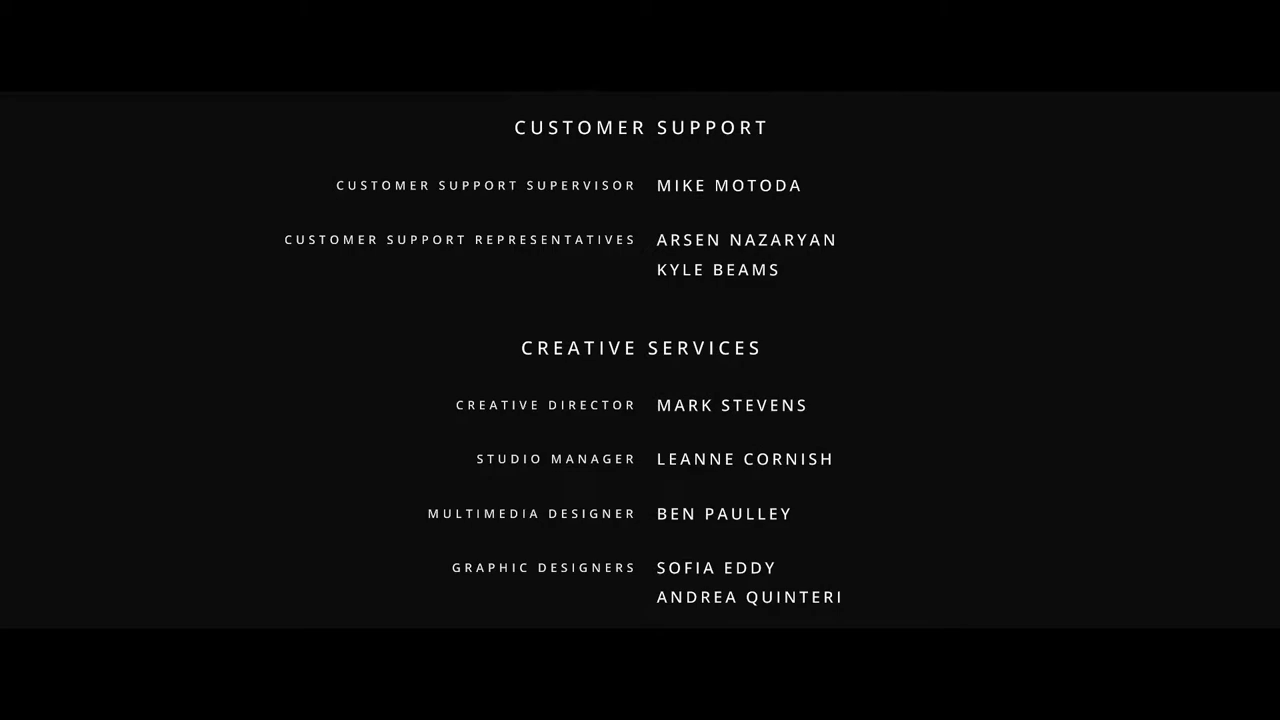 CUSTOMER SUPPORT
CUSTOMER SUPPORT SUPERVISOR MIKE MOTODA
CUSTOMER SUPPORT REPRESENTATIVES ARSEN NAZARYAN
KYLE BEAMS
CREATIVE SERVICES
CREATIVE DIRECTOR MARK STEVENS
STUDIO MANAGER LEANNE CORNISH
MULTIMEDIA DESIGNER BEN PAULLEY
GRAPHIC DESIGNERS SOFIA EDDY
ANDREA QUINTERI